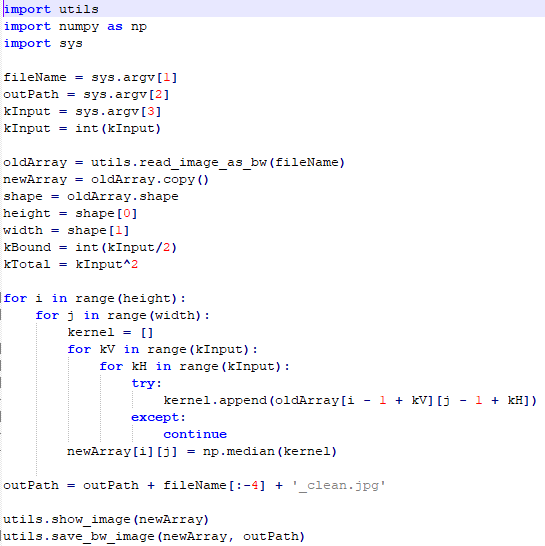 import utils
import numpy as np
import sys

fileName = sys.argv[1]
outPath = sys.argv[2]
kInput = sys.argv[3]
kInput = int(kInput)

oldArray = utils.read_image_as_bw(fileName)
newArray = oldArray.copy()
shape = oldArray.shape
height = shape[0]
width = shape[1]
kBound = int(kInput/2)
kTotal = kInput^2

for i in range(height):
    for j in range(width):
        kernel = []
        for kV in range(kInput):
            for kH in range(kInput):
                try:
                    kernel.append(oldArray[i - 1 + kV][j - 1 + kH])
                except:
                    continue
        newArray[i][j] = np.median(kernel)

outPath = outPath + fileName[:-4] + '_clean.jpg'

utils.show_image(newArray)
utils.save_bw_image(newArray, outPath)